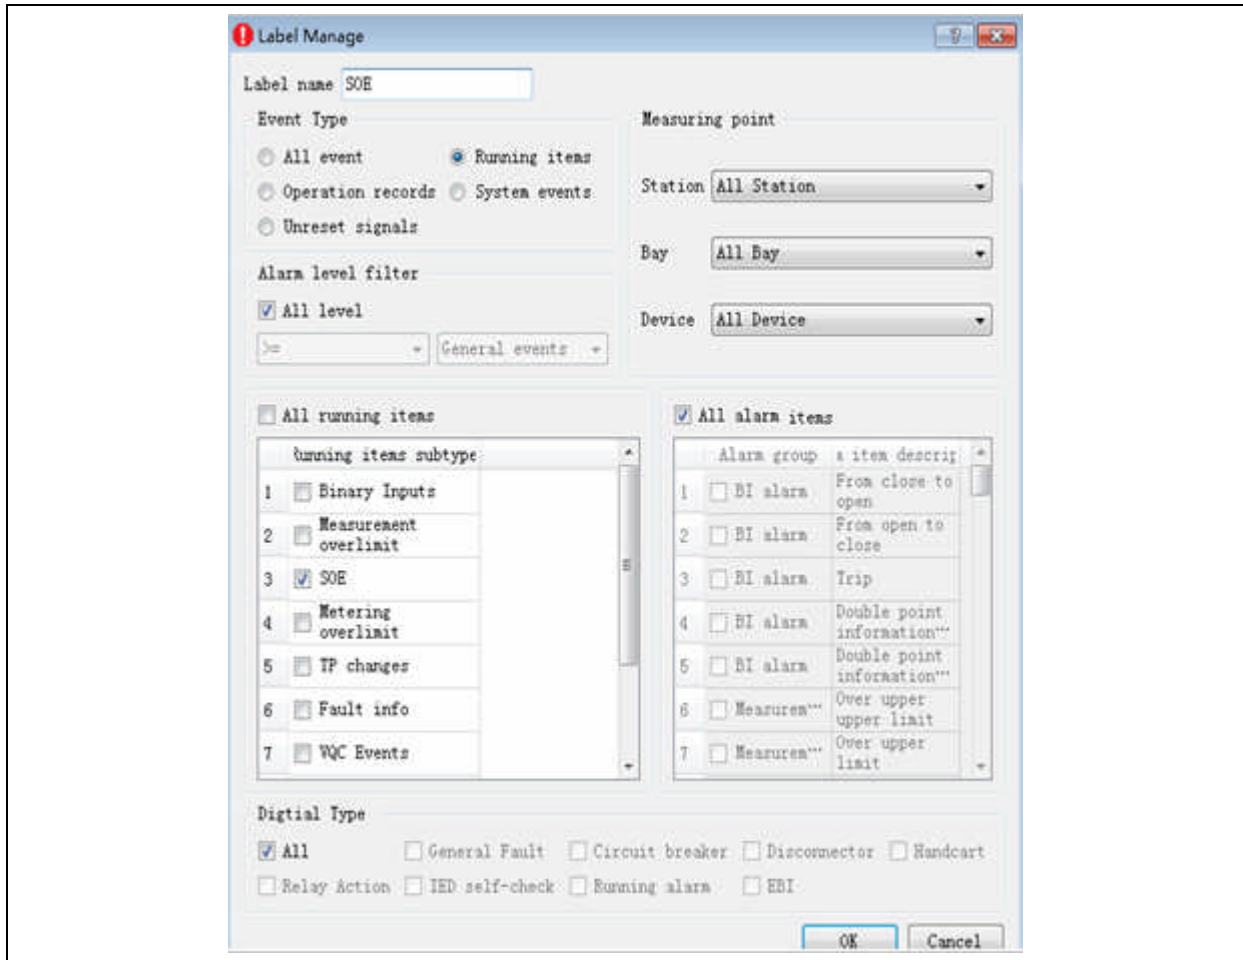 Label Manage
Label name SOE
Event Type
All event Running items
Operation records System events
Unreset signals
Measuring point
Station All Station
Bay All Bay
Device All Device
Alarm level filter
All level
>= General events
All running items
Running items subtype
1 Binary Inputs
2 Measurement
overlimit
3 SOE
4 Metering
overlimit
5 TP changes
6 Fault info
7 VQC Events
All alarm items
Alarm group item descrip
1 BI alarm From close to
open
2 BI alarm From open to
close
3 BI alarm Trip
4 BI alarm Double point
information…
5 BI alarm Double point
information…
6 Measurem… Over upper
upper limit
7 Measurem… Over upper
limit
Digtial Type
All General Fault Circuit breaker Disconnector Handcart
Relay Action IED self-check Running alarm EBI
OK Cancel